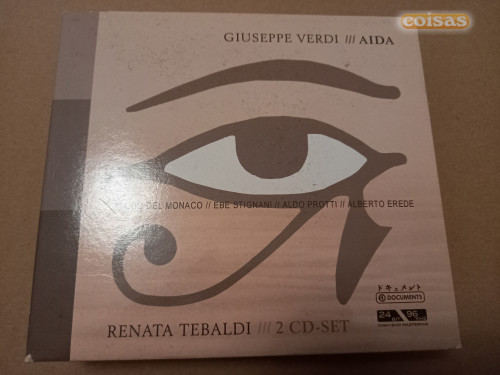 coisas
GIUSEPPE VERDI /// AIDA
DEL MONACO // EBE STIGNANI // ALDO PROTTI // ALBERTO EREDE
ドキュメント
DOCUMENTS
24 96
RENATA TEBALDI /// 2 CD-SET